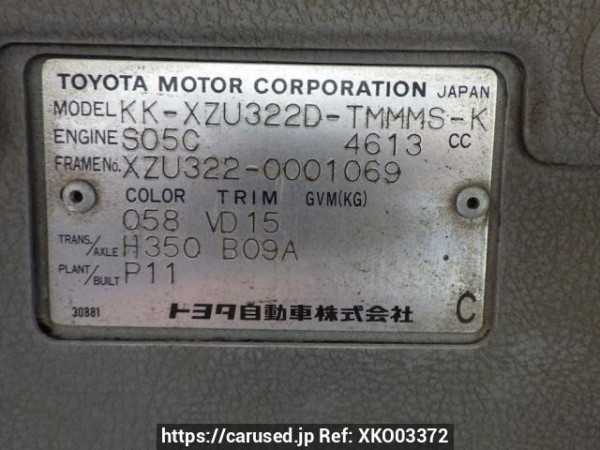 TOYOTA MOTOR CORPORATION JAPAN
MODEL KK-XZU322D-TMMMS-K
ENGINE S05C 4613 CC
FRAME No. XZU322-0001069
COLOR TRIM GVM(KG)
058 VD15
TRANS./AXLE H350 B09A
PLANT/BUILT P11
30881 トヨタ自動車株式会社 C
https://carused.jp Ref: XKO03372